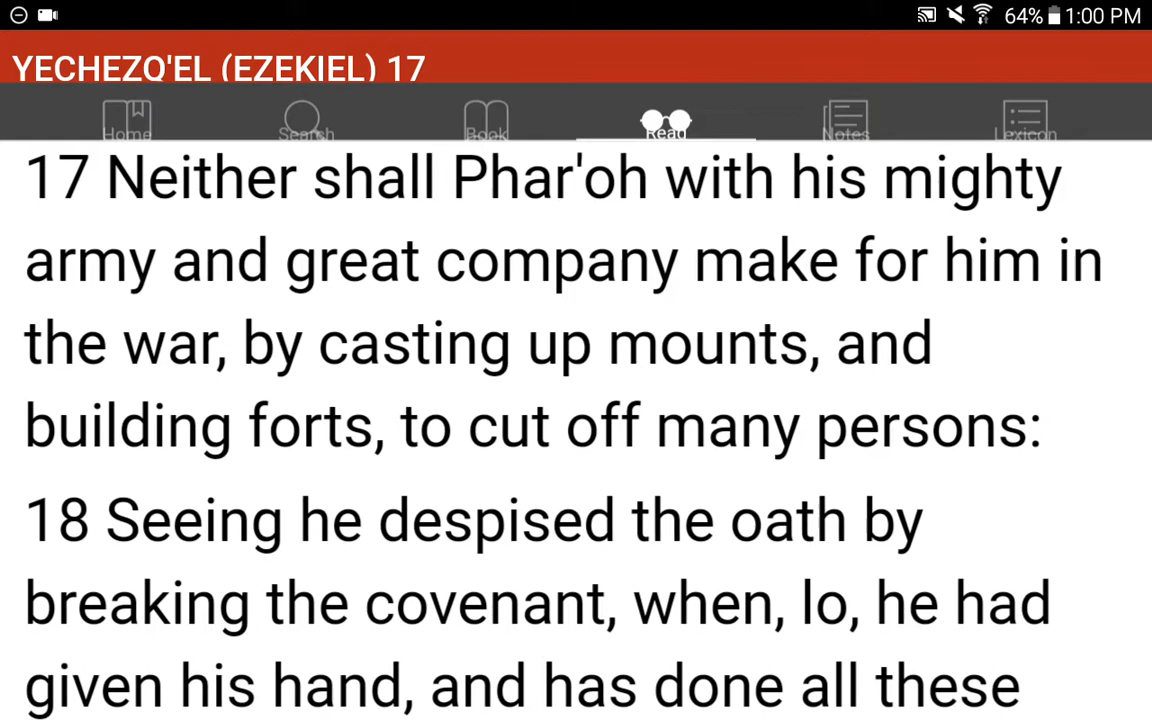 64% 1:00 PM
YECHEZQ'EL (EZEKIEL) 17
Home Search Book Read Notes Lexicon
17 Neither shall Phar'oh with his mighty
army and great company make for him in
the war, by casting up mounts, and
building forts, to cut off many persons:
18 Seeing he despised the oath by
breaking the covenant, when, lo, he had
given his hand, and has done all these